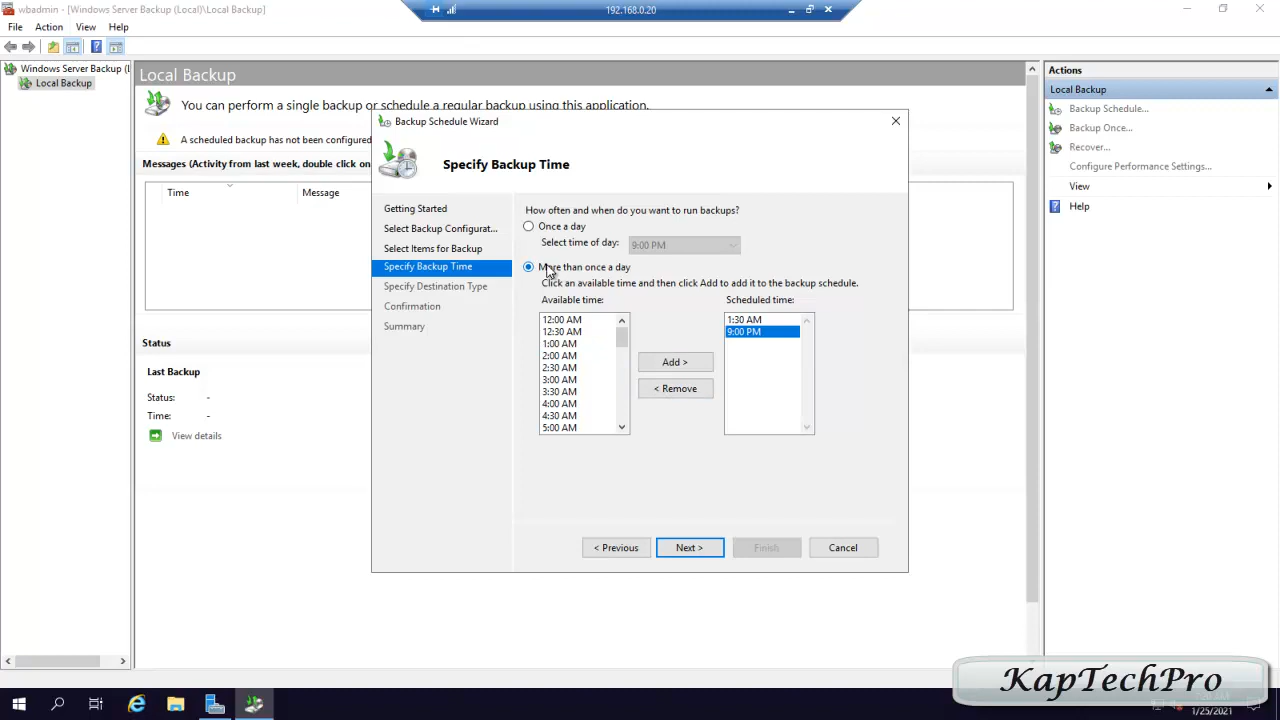 wbadmin - [Windows Server Backup (Local)\Local Backup]
192.168.0.20
File Action View Help
Windows Server Backup (L
Local Backup
Local Backup
You can perform a single backup or schedule a regular backup using this application.
A scheduled backup has not been configured
Messages (Activity from last week, double click on
Time Message
Status
Last Backup
Status: -
Time: -
View details
Backup Schedule Wizard
Specify Backup Time
Getting Started
Select Backup Configurat...
Select Items for Backup
Specify Backup Time
Specify Destination Type
Confirmation
Summary
How often and when do you want to run backups?
Once a day
Select time of day: 9:00 PM
More than once a day
Click an available time and then click Add to add it to the backup schedule.
Available time: Scheduled time:
12:00 AM
12:30 AM
1:00 AM
2:00 AM
2:30 AM
3:00 AM
3:30 AM
4:00 AM
4:30 AM
5:00 AM
Add >
< Remove
1:30 AM
9:00 PM
< Previous Next > Finish Cancel
Actions
Local Backup
Backup Schedule...
Backup Once...
Recover...
Configure Performance Settings...
View
Help
KapTechPro
1/25/2021